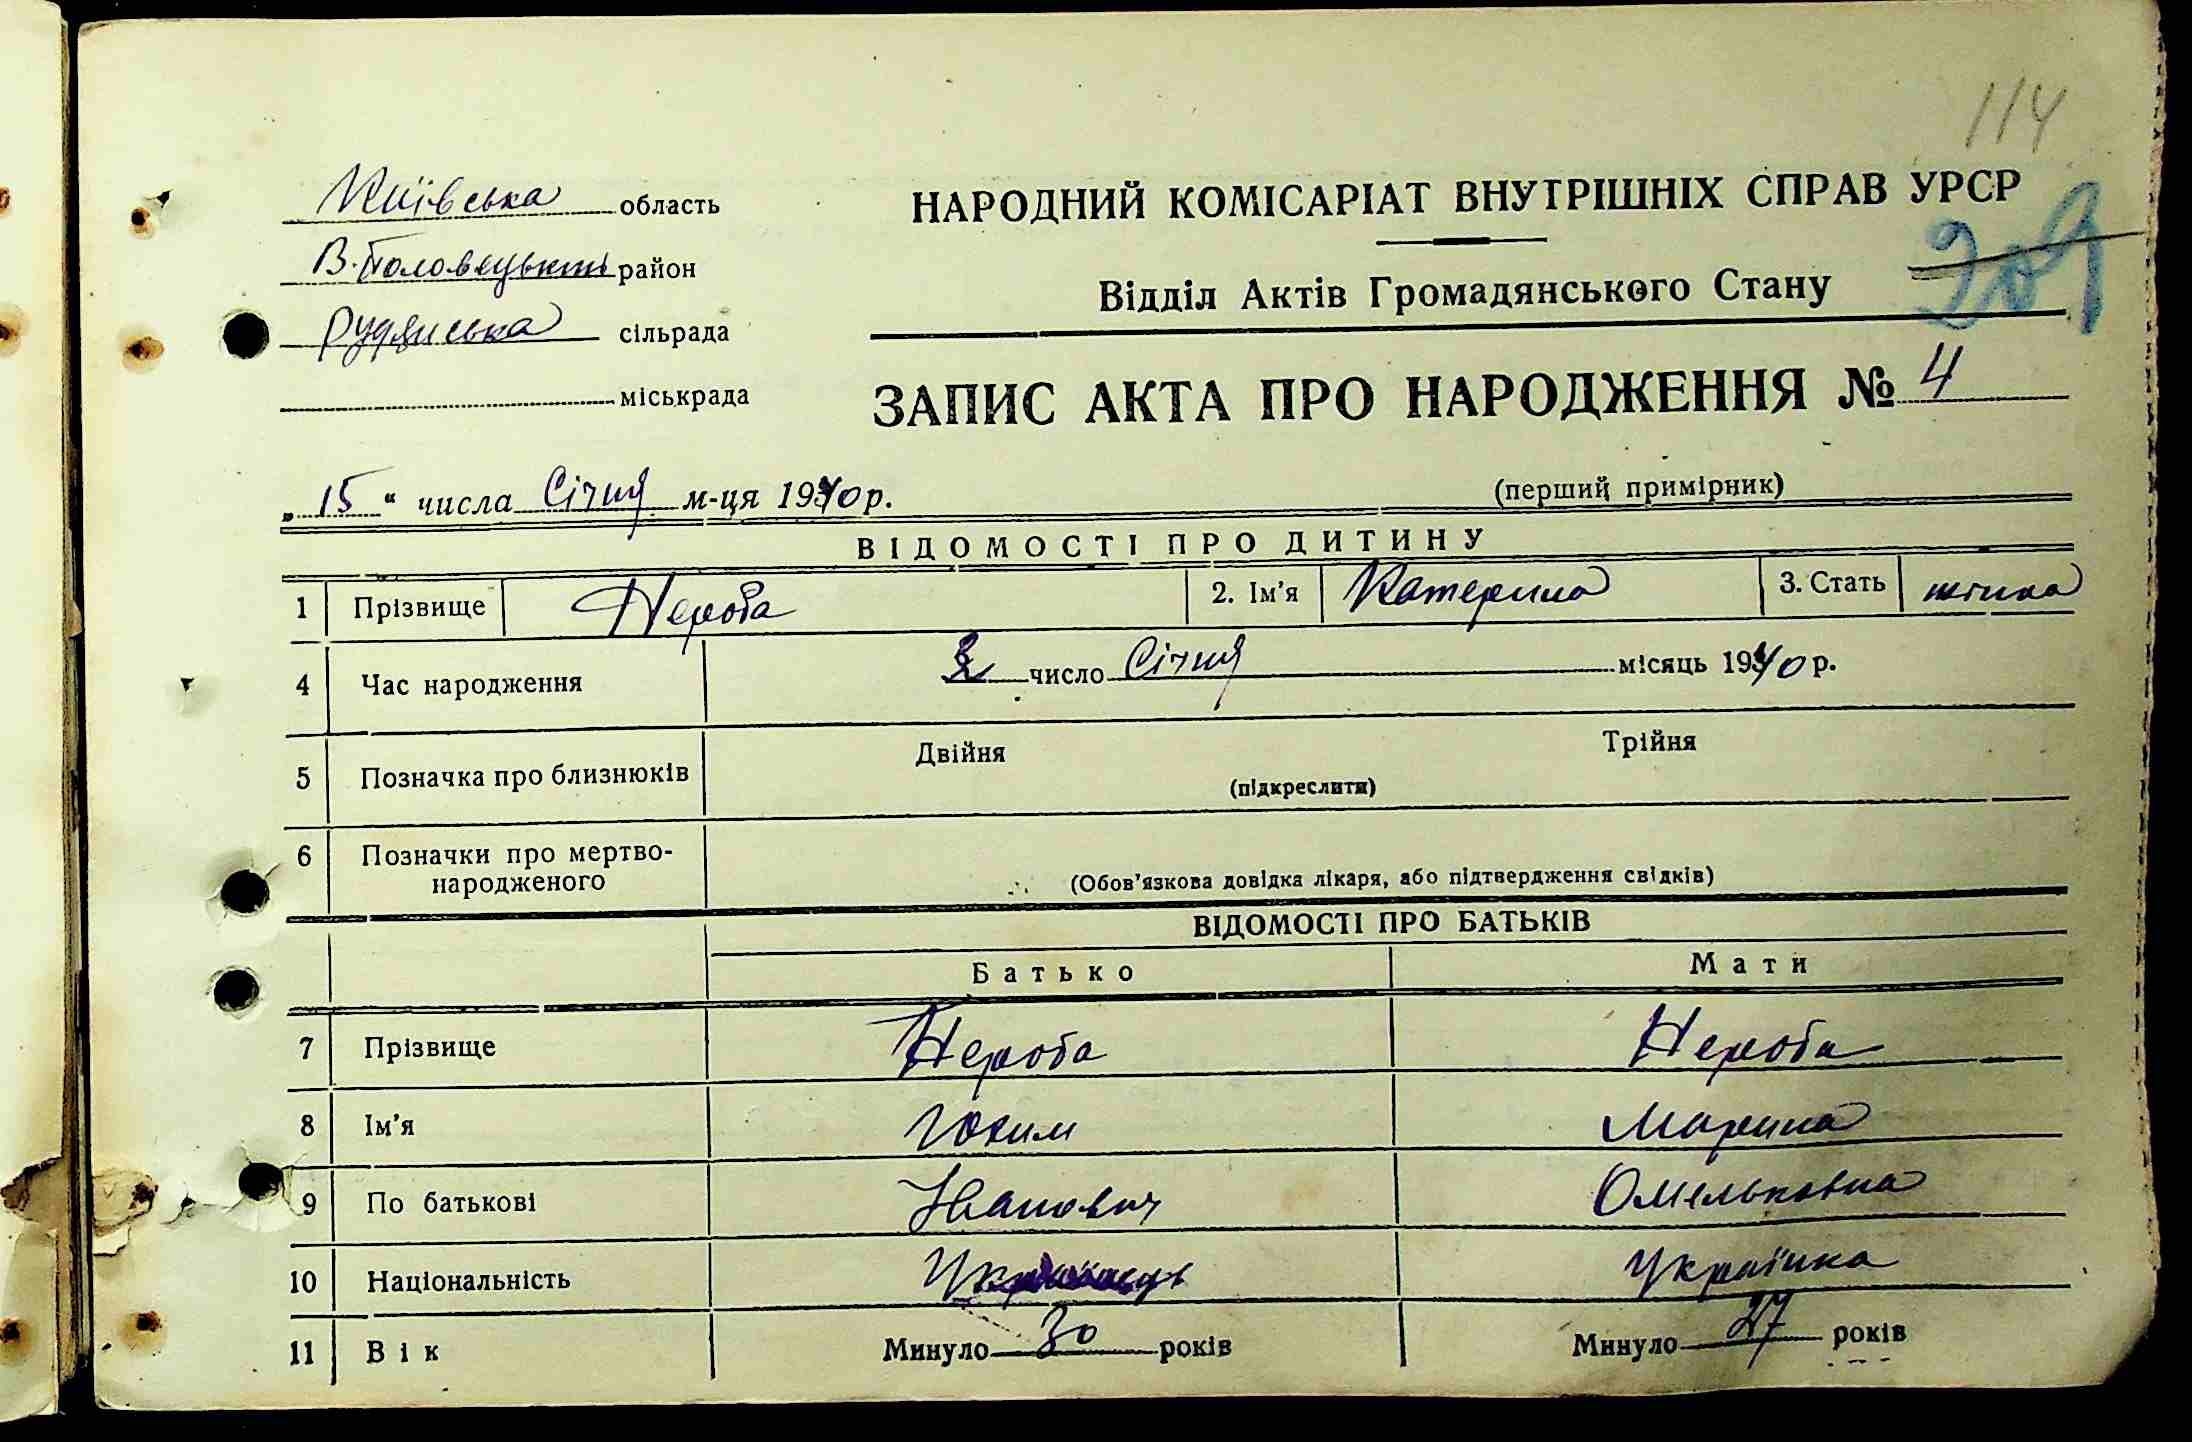 114
Київська область
НАРОДНИЙ КОМІСАРІАТ ВНУТРІШНІХ СПРАВ УРСР
209
В. Половецький район
Відділ Актів Громадянського Стану
Рудянська сільрада
міськрада
ЗАПИС АКТА ПРО НАРОДЖЕННЯ № 4
„15“ числа Січня м-ця 1940 р.
(перший примірник)
ВІДОМОСТІ ПРО ДИТИНУ
1 Прізвище Нероба 2. Ім'я Катерина 3. Стать жіноча
4 Час народження число Січня місяць 1940 р.
5 Позначка про близнюків Двійня Трійня
(підкреслити)
6 Позначки про мертво-
народженого
(Обов'язкова довідка лікаря, або підтвердження свідків)
ВІДОМОСТІ ПРО БАТЬКІВ
Батько Мати
7 Прізвище Нероба Нероба
8 Ім'я Юхим Марина
9 По батькові Іванович Омельковна
10 Національність Українець Українка
11 Вік Минуло 30 років Минуло 27 років